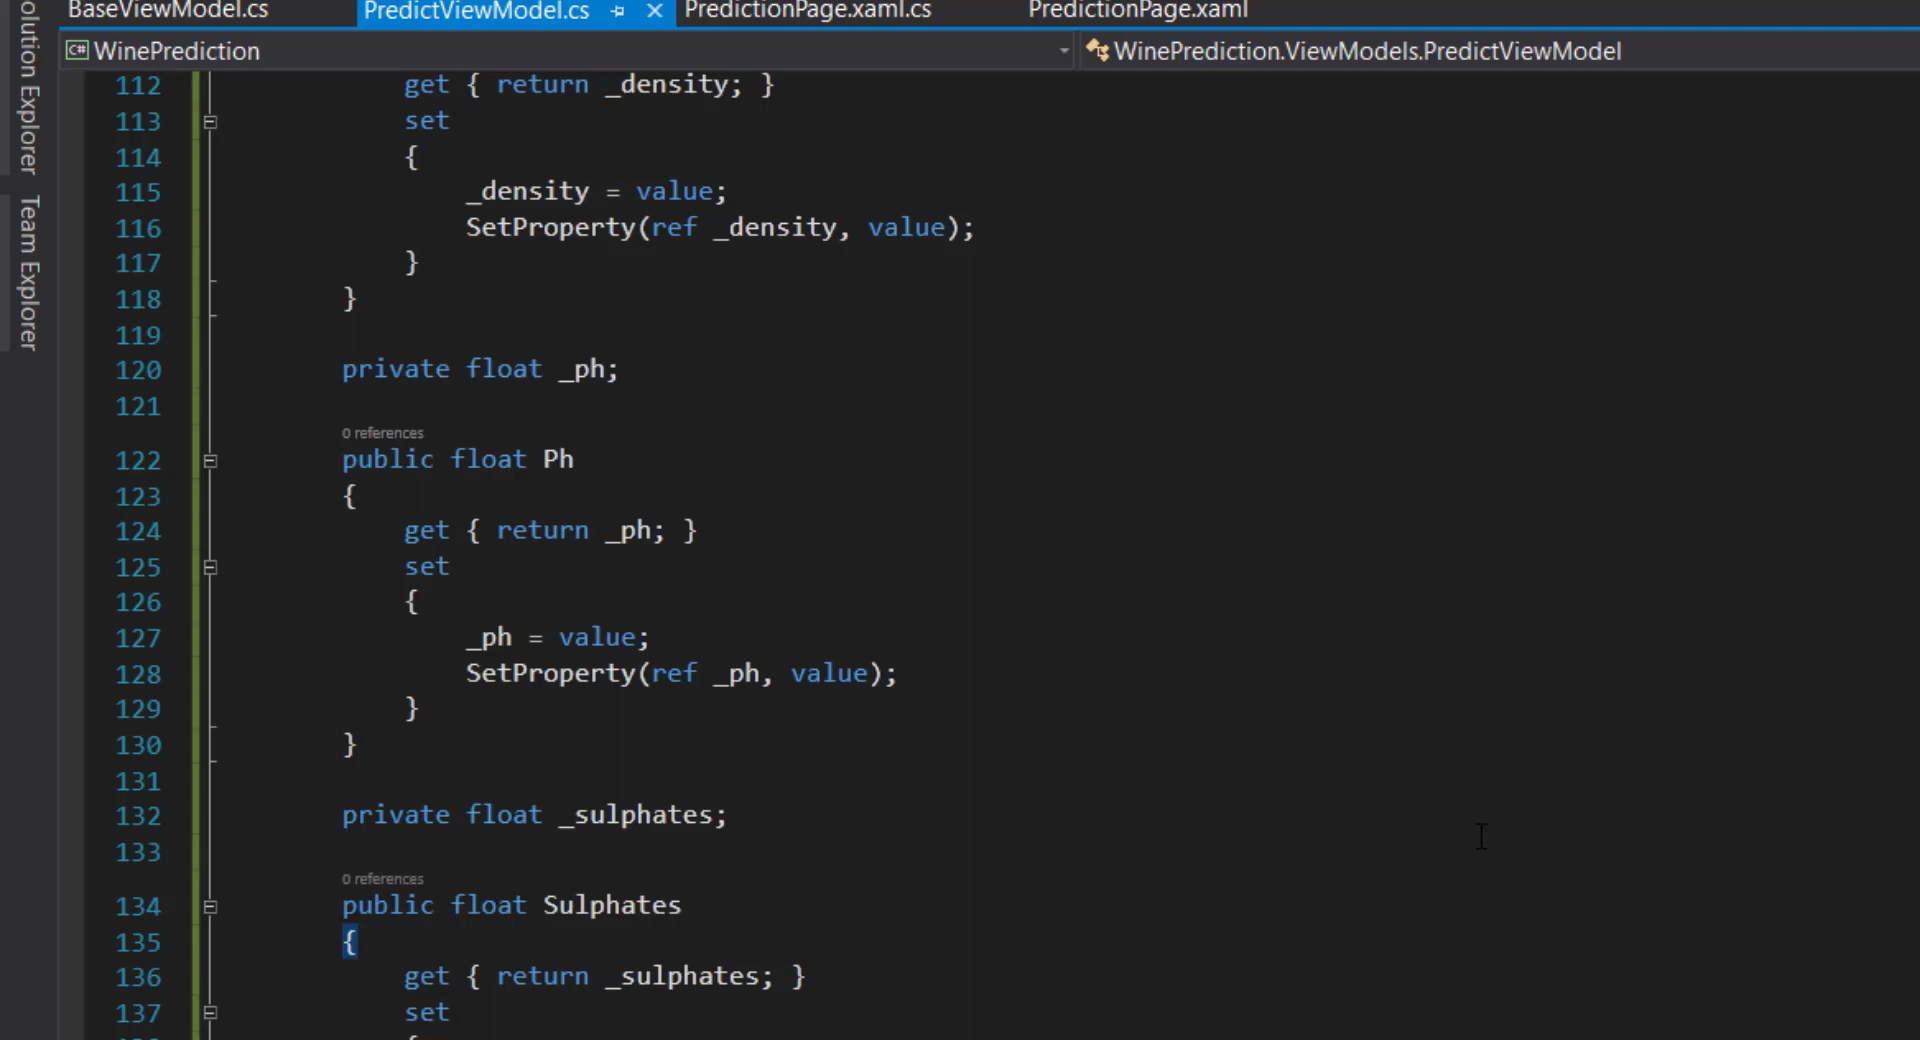 BaseViewModel.cs PredictViewModel.cs PredictionPage.xaml.cs PredictionPage.xaml
C# WinePrediction WinePrediction.ViewModels.PredictViewModel
Team Explorer
112 get { return _density; }
113 set
114 {
115 _density = value;
116 SetProperty(ref _density, value);
117 }
118 }
119
120 private float _ph;
121
0 references
122 public float Ph
123 {
124 get { return _ph; }
125 set
126 {
127 _ph = value;
128 SetProperty(ref _ph, value);
129 }
130 }
131
132 private float _sulphates;
133
0 references
134 public float Sulphates
135 {
136 get { return _sulphates; }
137 set